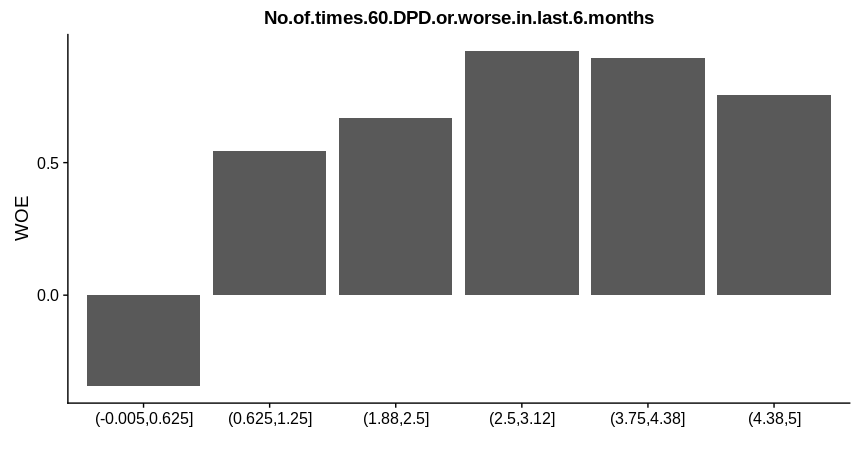 No.of.times.60.DPD.or.worse.in.last.6.months
WOE
0.5
0.0
(-0.005,0.625] (0.625,1.25] (1.88,2.5] (2.5,3.12] (3.75,4.38] (4.38,5]